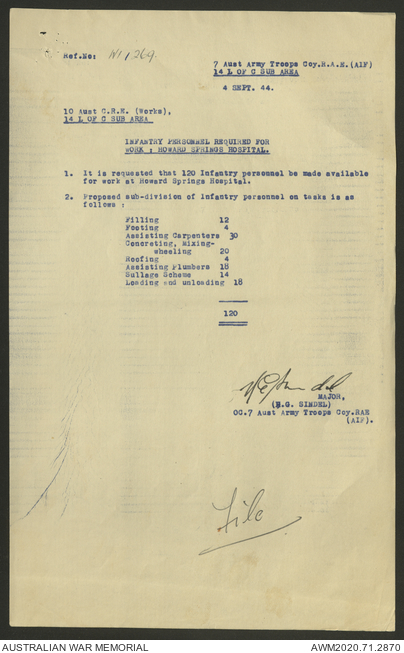 Ref.No: W1/269.
7 Aust Army Troops Coy.R.A.E.(AIF)
14 L OF C SUB AREA
4 SEPT. 44.
10 Aust C.R.E. (Works),
14 L OF C SUB AREA
INFANTRY PERSONNEL REQUIRED FOR
WORK : HOWARD SPRINGS HOSPITAL.
1. It is requested that 120 Infantry personnel be made available
for work at Howard Springs Hospital.
2. Proposed sub-division of Infantry personnel on tasks is as
follows :
Filling 12
Footing 4
Assisting Carpenters 30
Concreting, Mixing-
wheeling 20
Roofing 4
Assisting Plumbers 18
Sullage Scheme 14
Loading and unloading 18
120
MAJOR,
(H.G. SINDEL)
OC.7 Aust Army Troops Coy.RAE
(AIF).
File
AUSTRALIAN WAR MEMORIAL
AWM2020.71.2870